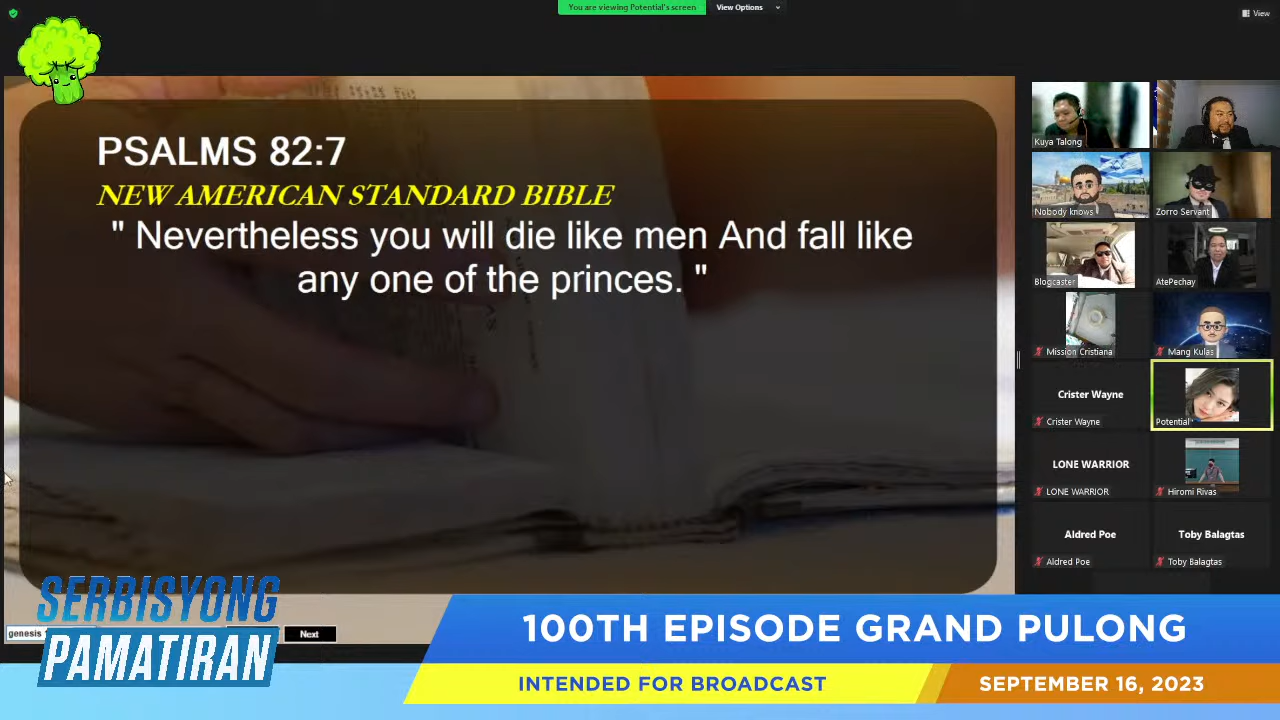 You are viewing Potential's screen
View Options
View
PSALMS 82:7
NEW AMERICAN STANDARD BIBLE
" Nevertheless you will die like men And fall like
any one of the princes. "
Kuya Talong
Nobody knows
Zorro Servant
Blogcaster
AtePechay
Mission Cristiana
Mang Kulas
Crister Wayne
Crister Wayne
Potential
LONE WARRIOR
LONE WARRIOR
Hiromi Rivas
Aldred Poe
Aldred Poe
Toby Balagtas
Toby Balagtas
genesis
Next
SERBISYONG
PAMATIRAN
100TH EPISODE GRAND PULONG
INTENDED FOR BROADCAST
SEPTEMBER 16, 2023